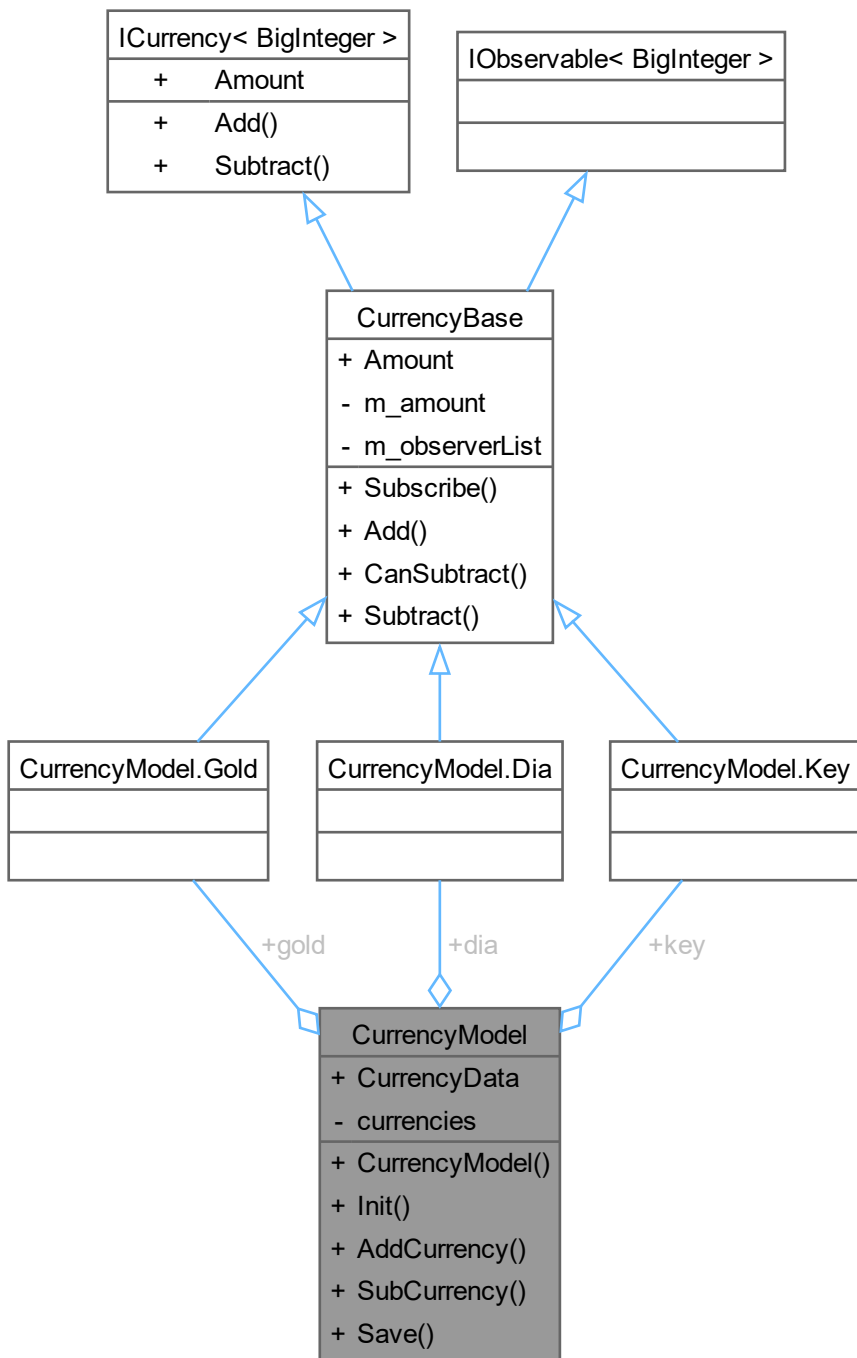 ICurrency< BigInteger >
+ Amount
+ Add()
+ Subtract()
IObservable< BigInteger >
CurrencyBase
+ Amount
- m_amount
- m_observerList
+ Subscribe()
+ Add()
+ CanSubtract()
+ Subtract()
CurrencyModel.Gold
CurrencyModel.Dia
CurrencyModel.Key
+gold
+dia
+key
CurrencyModel
+ CurrencyData
- currencies
+ CurrencyModel()
+ Init()
+ AddCurrency()
+ SubCurrency()
+ Save()